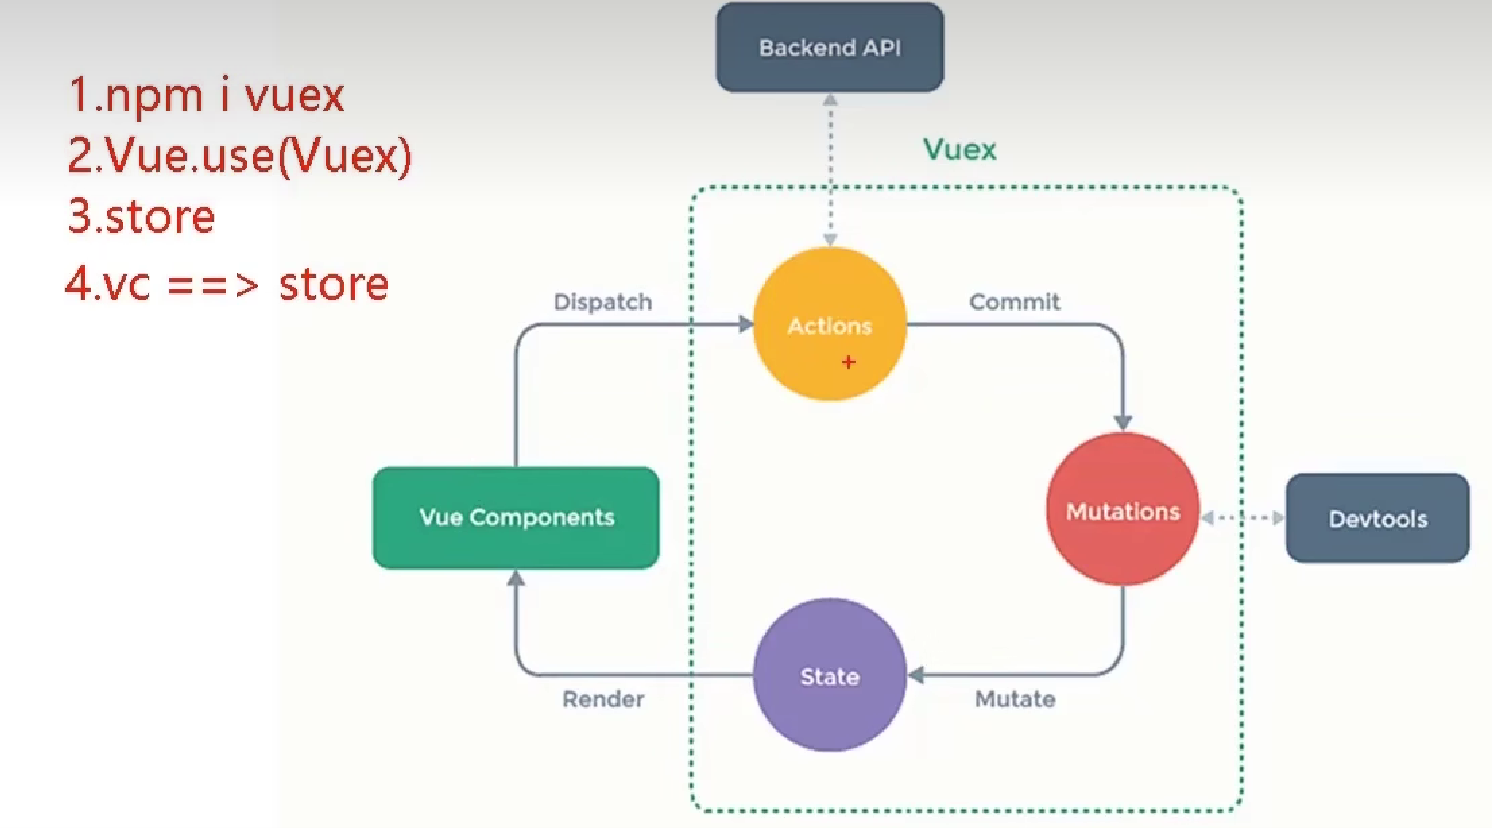 1.npm i vuex
2.Vue.use(Vuex)
3.store
4.vc ==> store
Backend API
Vuex
Dispatch
Actions
Commit
Vue Components
Mutations
Devtools
State
Render
Mutate